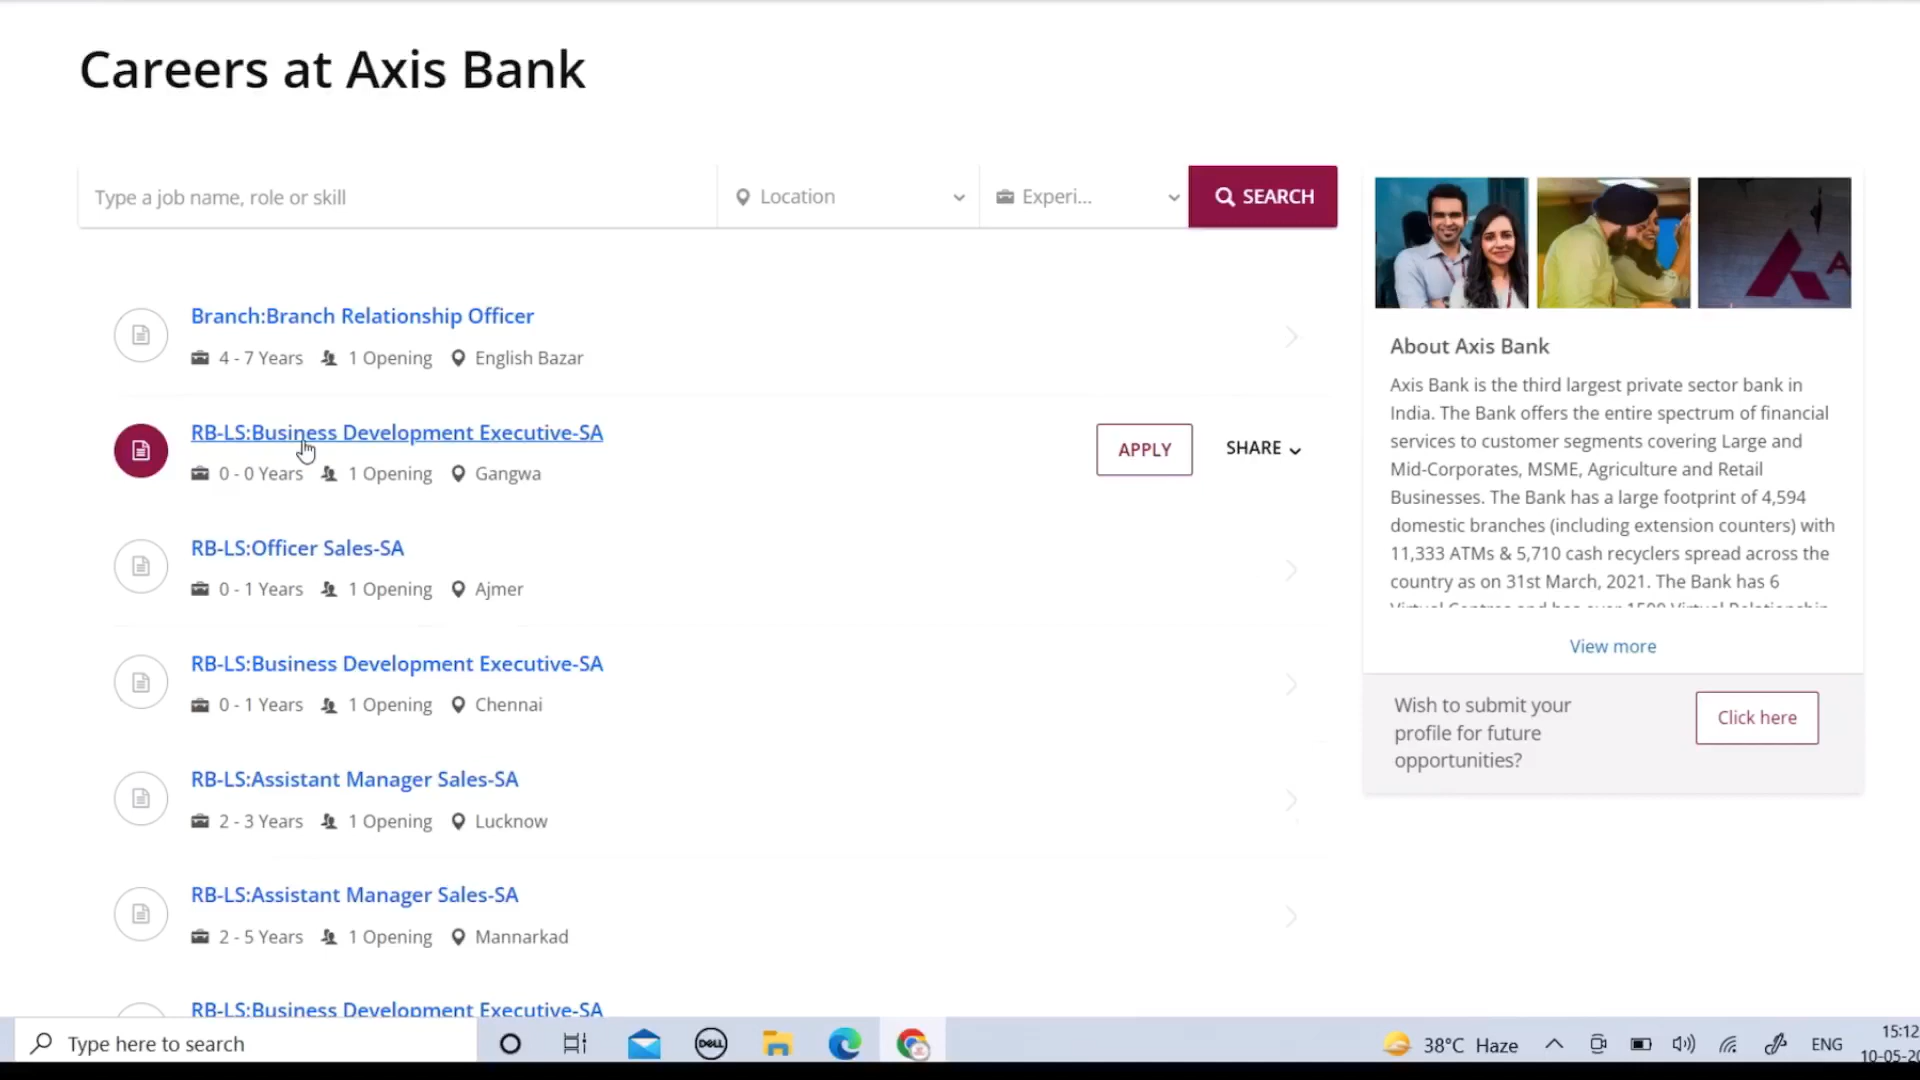 Careers at Axis Bank
Type a job name, role or skill
Location
Experi...
SEARCH
Branch:Branch Relationship Officer
4 - 7 Years 1 Opening English Bazar
RB-LS:Business Development Executive-SA
0 - 0 Years 1 Opening Gangwa
APPLY
SHARE
RB-LS:Officer Sales-SA
0 - 1 Years 1 Opening Ajmer
RB-LS:Business Development Executive-SA
0 - 1 Years 1 Opening Chennai
RB-LS:Assistant Manager Sales-SA
2 - 3 Years 1 Opening Lucknow
RB-LS:Assistant Manager Sales-SA
2 - 5 Years 1 Opening Mannarkad
RB-LS:Business Development Executive-SA
About Axis Bank
Axis Bank is the third largest private sector bank in
India. The Bank offers the entire spectrum of financial
services to customer segments covering Large and
Mid-Corporates, MSME, Agriculture and Retail
Businesses. The Bank has a large footprint of 4,594
domestic branches (including extension counters) with
11,333 ATMs & 5,710 cash recyclers spread across the
country as on 31st March, 2021. The Bank has 6
View more
Wish to submit your
profile for future
opportunities?
Click here
Type here to search
DELL
38°C Haze
ENG
15:12
10-05-20